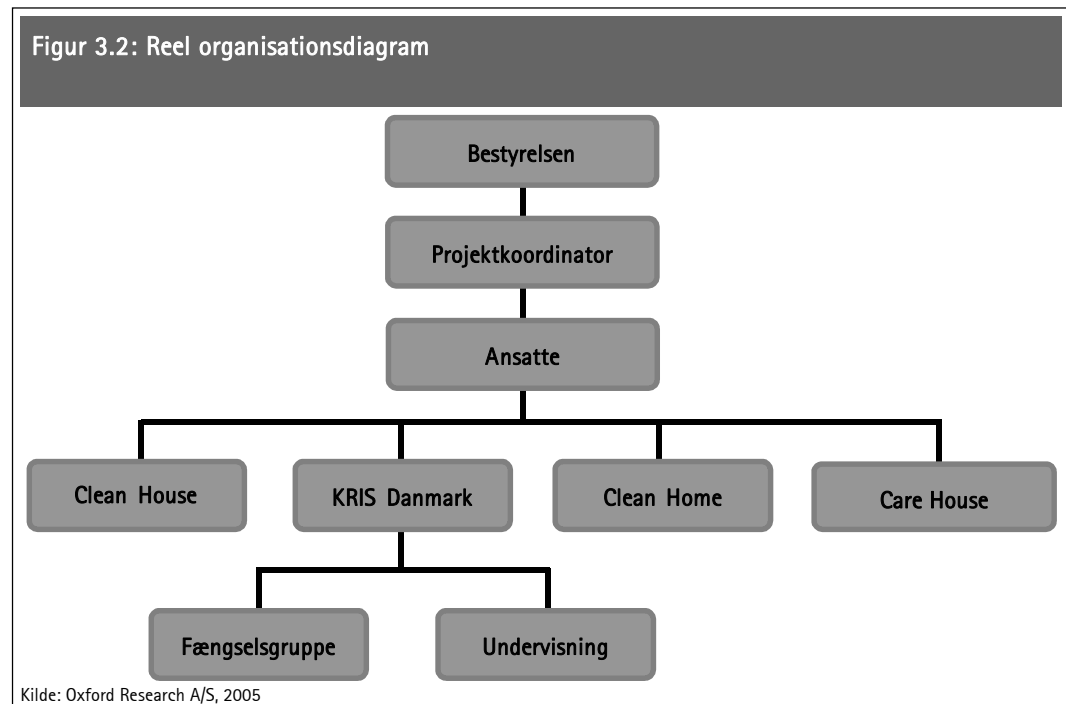 Figur 3.2: Reel organisationsdiagram
Bestyrelsen
Projektkoordinator
Ansatte
Clean House
KRIS Danmark
Clean Home
Care House
Fængselsgruppe
Undervisning
Kilde: Oxford Research A/S, 2005